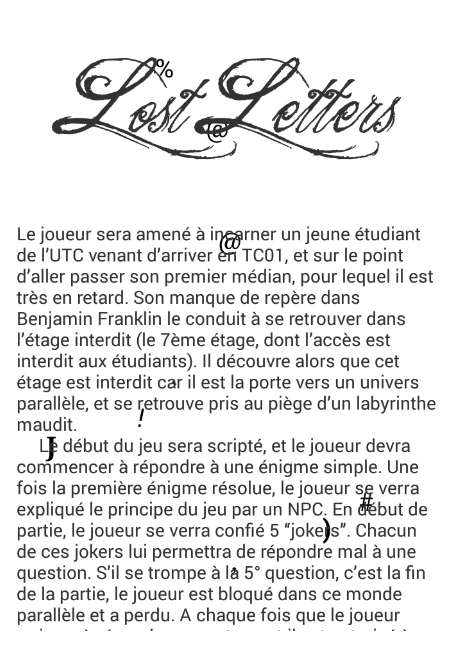 Lost Letters
%
@
Le joueur sera amené à incarner un jeune étudiant
@
de l’UTC venant d’arriver en TC01, et sur le point
d’aller passer son premier médian, pour lequel il est
très en retard. Son manque de repère dans
Benjamin Franklin le conduit à se retrouver dans
l’étage interdit (le 7ème étage, dont l’accès est
interdit aux étudiants). Il découvre alors que cet
étage est interdit car il est la porte vers un univers
parallèle, et se retrouve pris au piège d’un labyrinthe
maudit.
!
J
Le début du jeu sera scripté, et le joueur devra
commencer à répondre à une énigme simple. Une
fois la première énigme résolue, le joueur se verra
#
expliqué le principe du jeu par un NPC. En début de
partie, le joueur se verra confié 5 “jokers”. Chacun
)
de ces jokers lui permettra de répondre mal à une
question. S’il se trompe à la 5° question, c’est la fin
de la partie, le joueur est bloqué dans ce monde
parallèle et a perdu. A chaque fois que le joueur